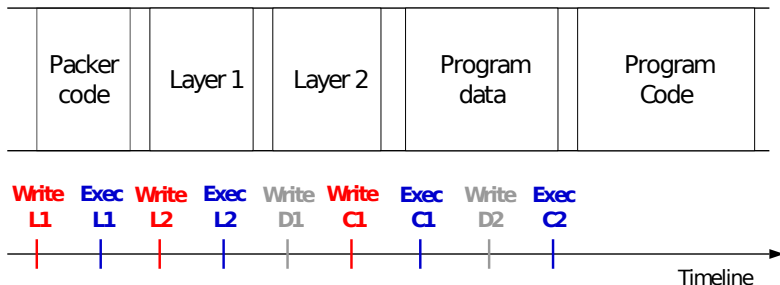 Packer
code
Layer 1
Layer 2
Program
data
Program
Code
Write
L1
Exec
L1
Write
L2
Exec
L2
Write
D1
Write
C1
Exec
C1
Write
D2
Exec
C2
Timeline